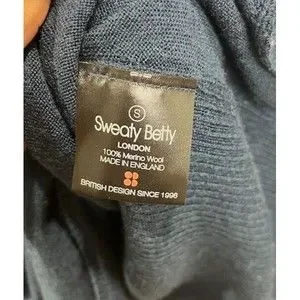 S
Sweaty Betty
LONDON
100% Merino Wool
MADE IN ENGLAND
BRITISH DESIGN SINCE 1998